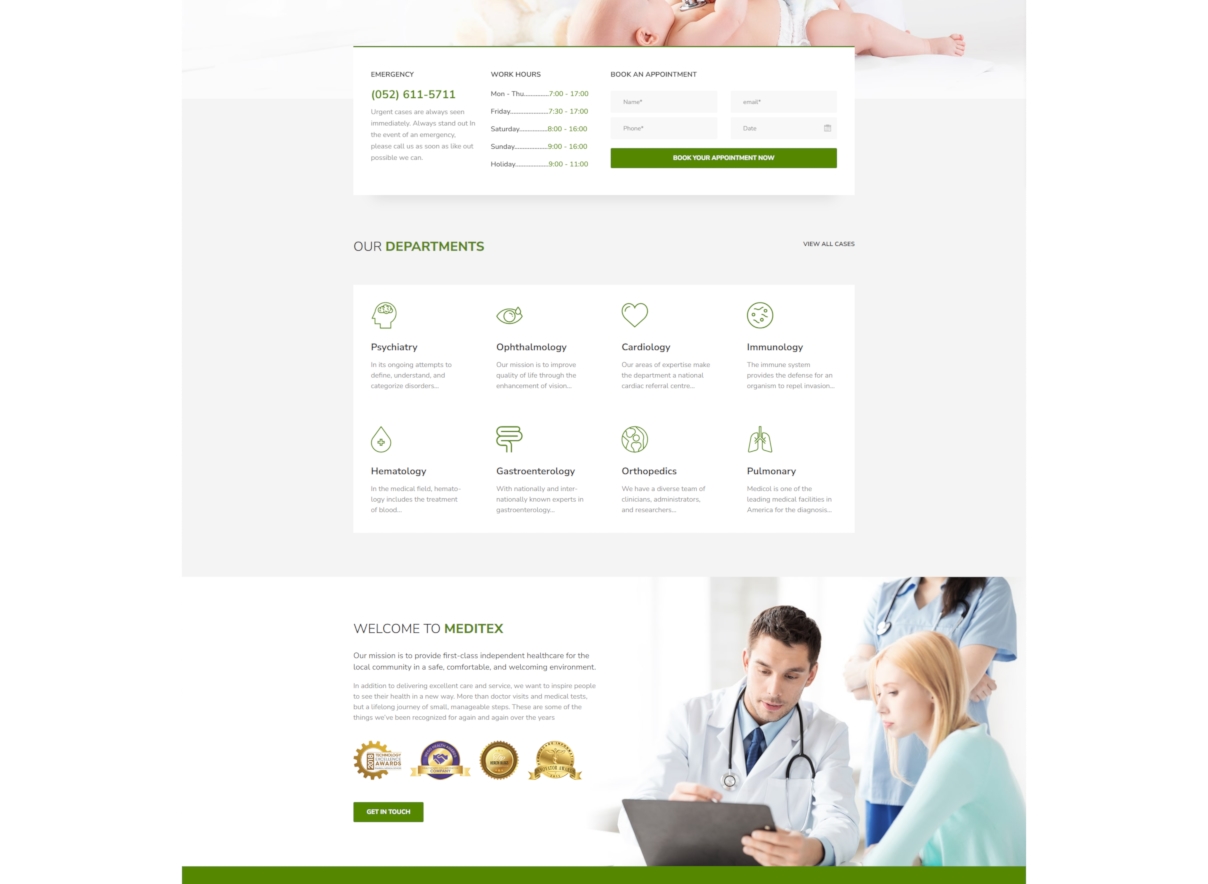 EMERGENCY
(052) 611-5711
Urgent cases are always seen
immediately. Always stand out In
the event of an emergency,
please call us as soon as like out
possible we can.
WORK HOURS
Mon - Thu..............7:00 - 17:00
Friday....................7:30 - 17:00
Saturday................8:00 - 16:00
Sunday...................9:00 - 16:00
Holiday...................9:00 - 11:00
BOOK AN APPOINTMENT
Name*
email*
Phone*
Date
BOOK YOUR APPOINTMENT NOW
OUR DEPARTMENTS
VIEW ALL CASES
Psychiatry
In its ongoing attempts to
define, understand, and
categorize disorders...
Ophthalmology
Our mission is to improve
quality of life through the
enhancement of vision...
Cardiology
Our areas of expertise make
the department a national
cardiac referral centre...
Immunology
The immune system
provides the defense for an
organism to repel invasion...
Hematology
In the medical field, hemato-
logy includes the treatment
of blood...
Gastroenterology
With nationally and inter-
nationally known experts in
gastroenterology...
Orthopedics
We have a diverse team of
clinicians, administrators,
and researchers...
Pulmonary
Medicol is one of the
leading medical facilities in
America for the diagnosis...
WELCOME TO MEDITEX
Our mission is to provide first-class independent healthcare for the
local community in a safe, comfortable, and welcoming environment.
In addition to delivering excellent care and service, we want to inspire people
to see their health in a new way. More than doctor visits and medical tests,
but a lifelong journey of small, manageable steps. These are some of the
things we've been recognized for again and again over the years
TECHNOLOGY
EXCELLENCE
AWARDS
COMPANY
GET IN TOUCH